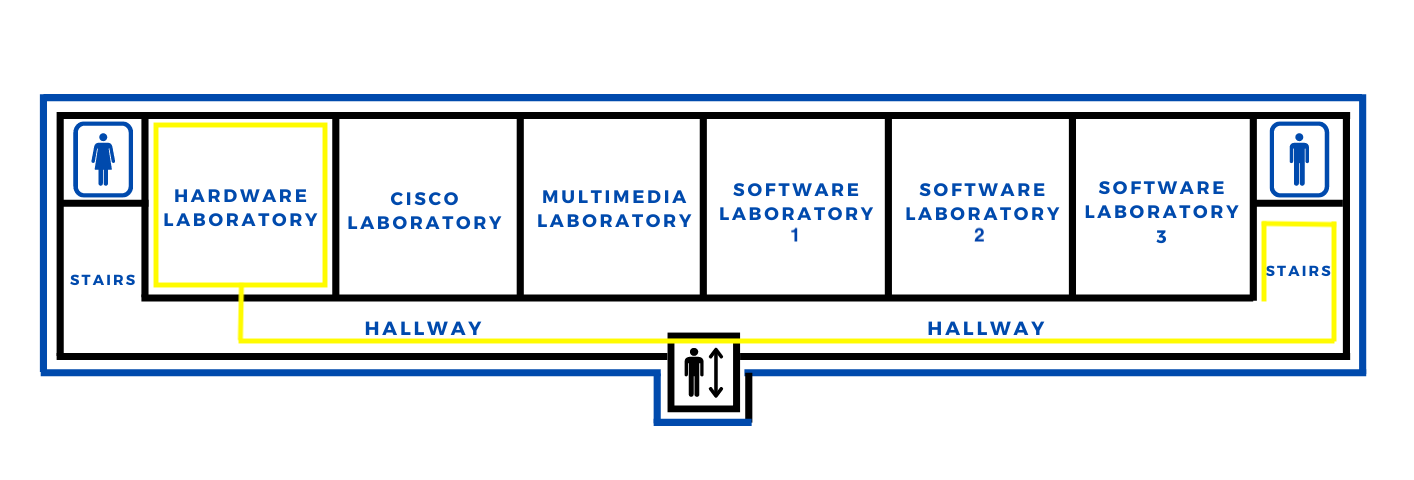 HARDWARE
LABORATORY
CISCO
LABORATORY
MULTIMEDIA
LABORATORY
SOFTWARE
LABORATORY
1
SOFTWARE
LABORATORY
2
SOFTWARE
LABORATORY
3
STAIRS
STAIRS
HALLWAY
HALLWAY